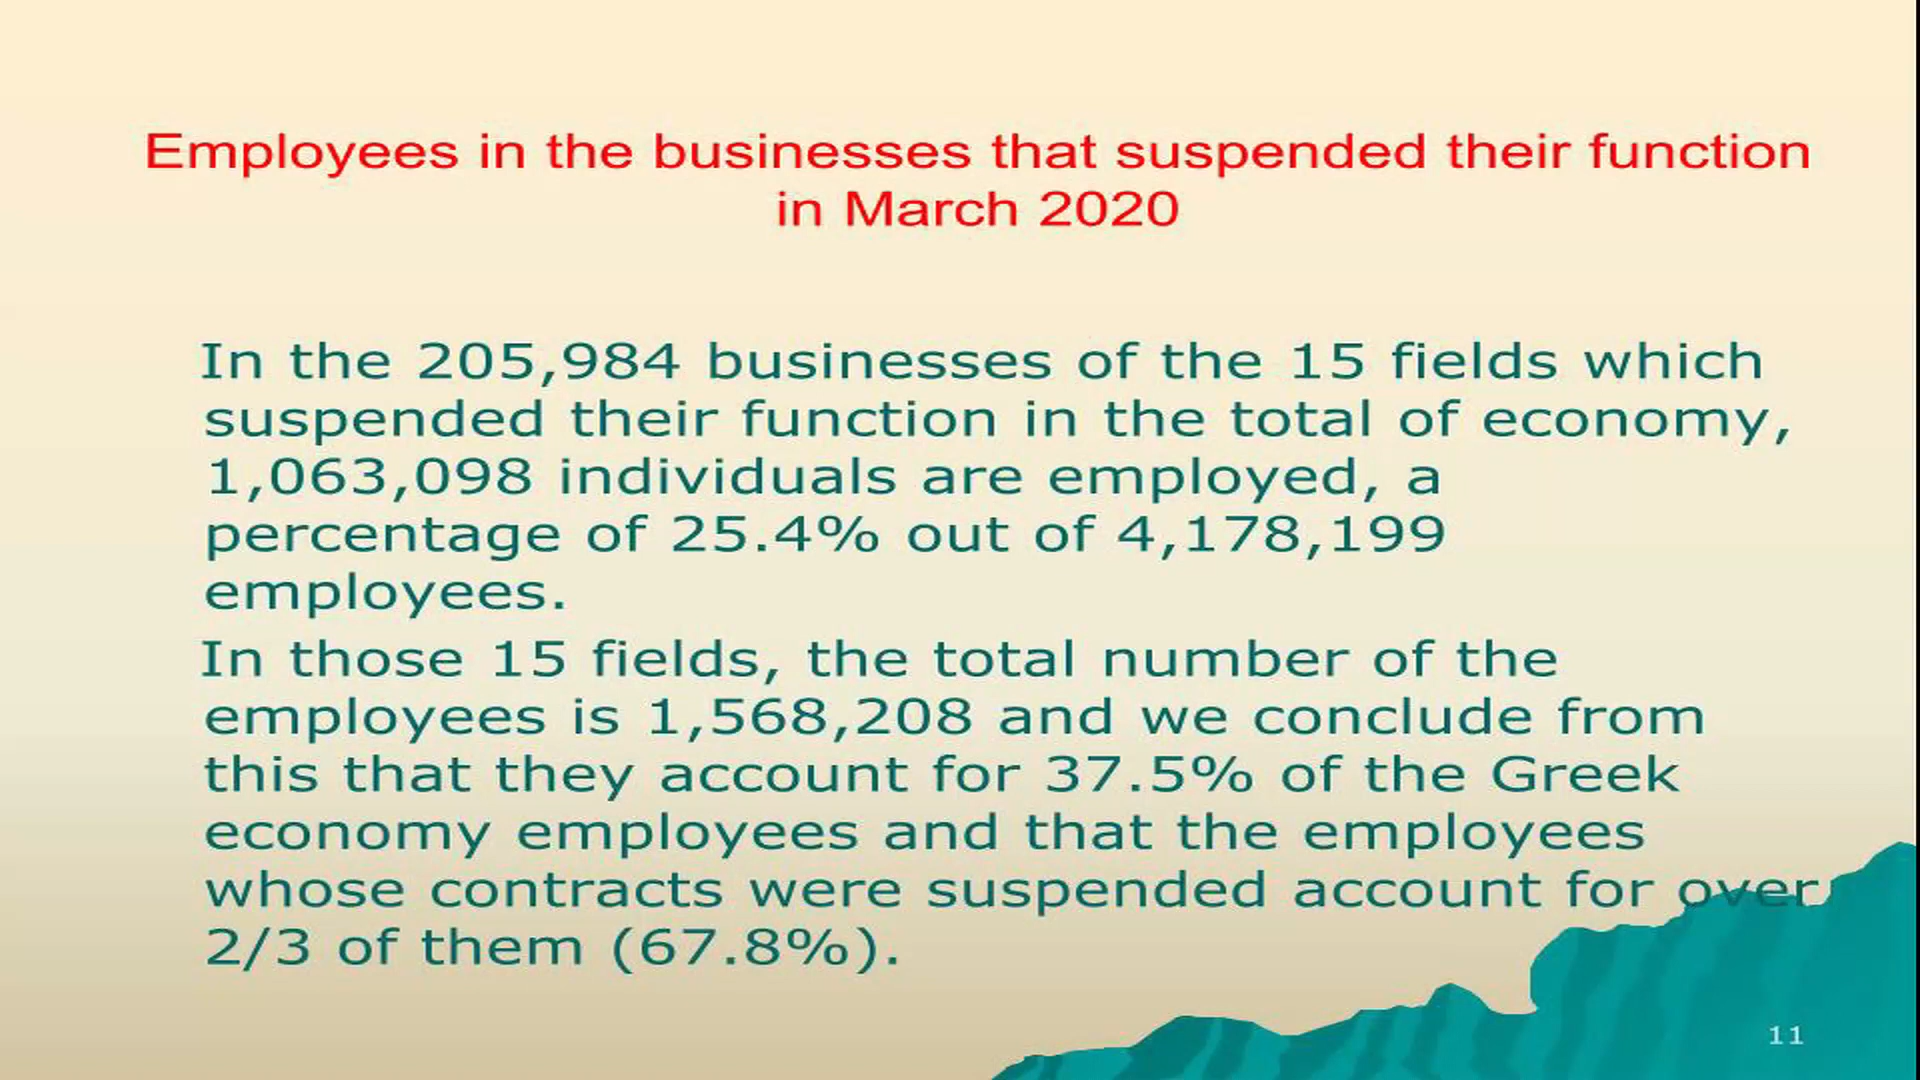 Employees in the businesses that suspended their function
in March 2020
In the 205,984 businesses of the 15 fields which
suspended their function in the total of economy,
1,063,098 individuals are employed, a
percentage of 25.4% out of 4,178,199
employees.
In those 15 fields, the total number of the
employees is 1,568,208 and we conclude from
this that they account for 37.5% of the Greek
economy employees and that the employees
whose contracts were suspended account for over
2/3 of them (67.8%).
11